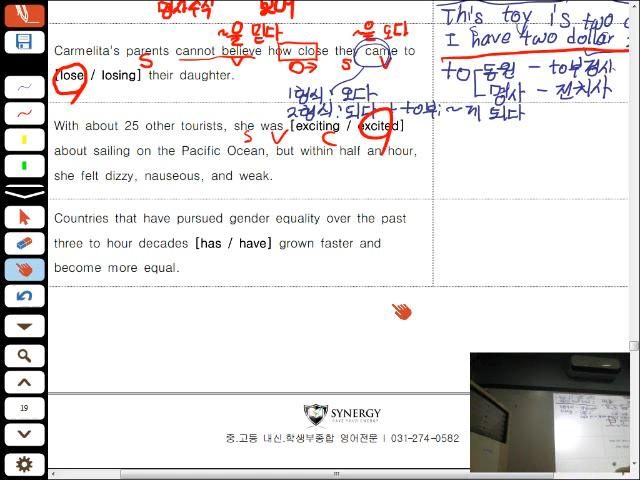 형사수식
~을 믿다
~을 돕다
This toy is two
I have two dollar
Carmelita's parents cannot believe how close they came to
S V O S V
[lose / losing] their daughter.
to 동원 - to부정사
명사 - 전치사
1형식: 오다
2형식: 되다 + to부: ~게 되다
With about 25 other tourists, she was [exciting / excited]
S V C
about sailing on the Pacific Ocean, but within half an hour,
she felt dizzy, nauseous, and weak.
Countries that have pursued gender equality over the past
three to hour decades [has / have] grown faster and
become more equal.
19
SYNERGY
SAVE YOUR ENERGY
중.고등 내신.학생부종합 영어전문 / 031-274-0582